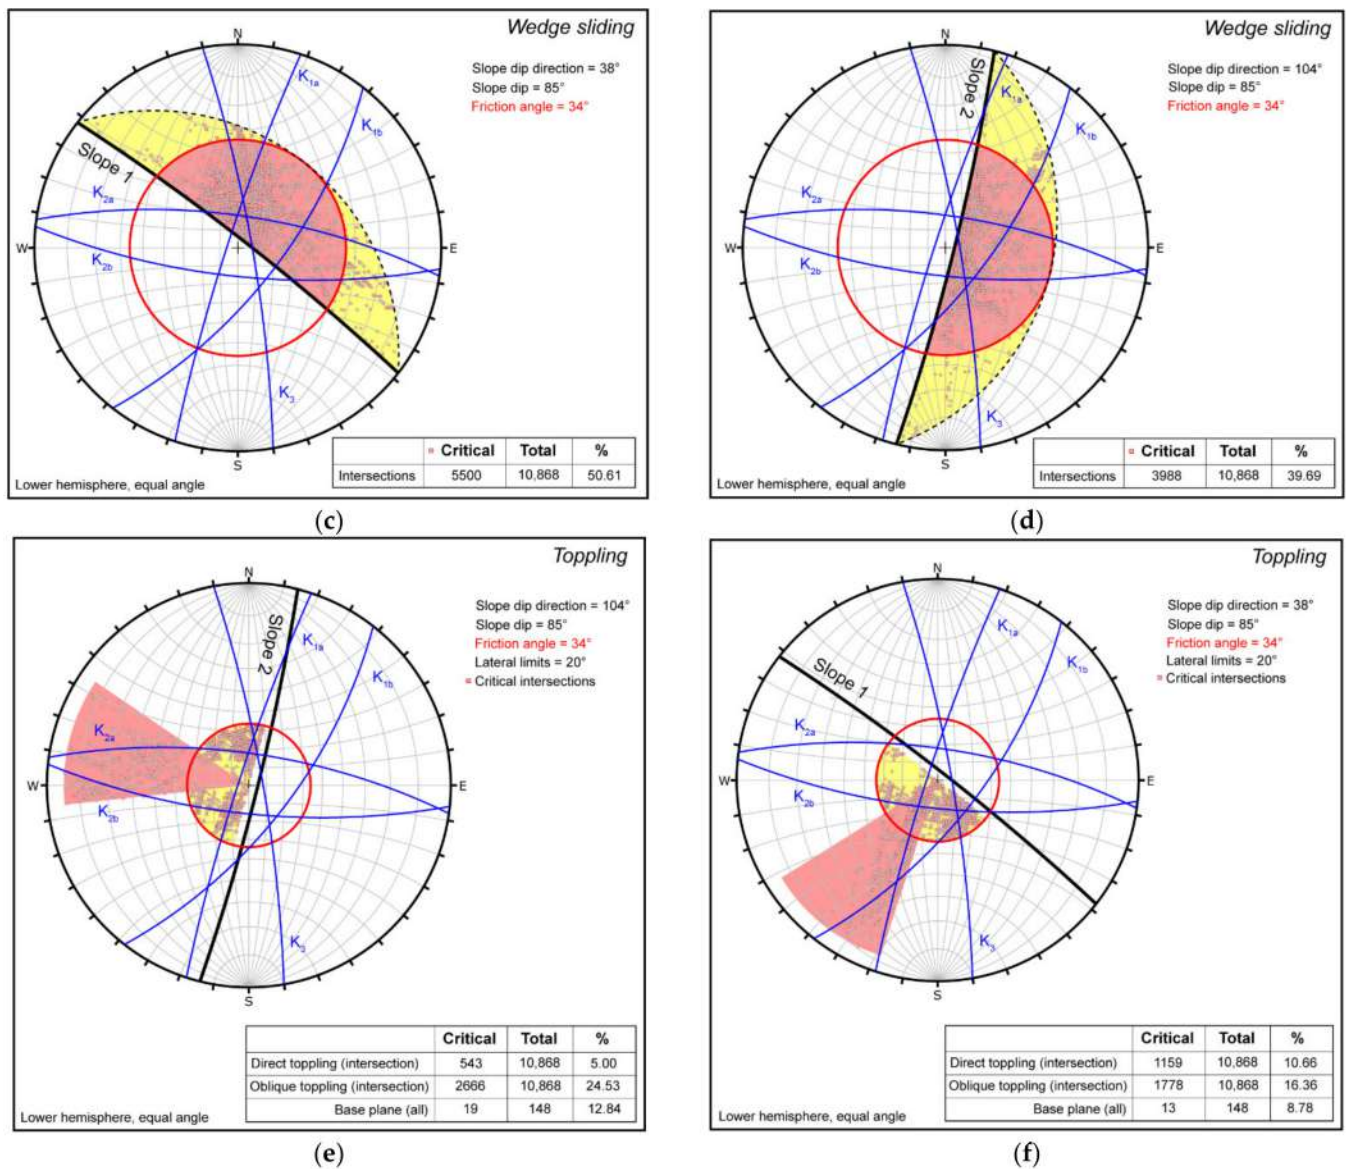 Wedge sliding
N
Slope dip direction = 38°
Slope dip = 85°
Friction angle = 34°
K1a
K1b
Slope 1
K2a
W
E
K2b
K3
S
Critical Total %
Intersections 5500 10,868 50.61
Lower hemisphere, equal angle
(c)
Wedge sliding
N
Slope dip direction = 104°
Slope dip = 85°
Friction angle = 34°
Slope 2
K1a
K1b
K2a
W
E
K2b
K3
S
Critical Total %
Intersections 3988 10,868 39.69
Lower hemisphere, equal angle
(d)
Toppling
N
Slope dip direction = 104°
Slope dip = 85°
Friction angle = 34°
Lateral limits = 20°
Critical intersections
Slope 2
K1a
K1b
K2a
W
E
K2b
K3
S
Critical Total %
Direct toppling (intersection) 543 10,868 5.00
Oblique toppling (intersection) 2666 10,868 24.53
Base plane (all) 19 148 12.84
Lower hemisphere, equal angle
(e)
Toppling
N
Slope dip direction = 38°
Slope dip = 85°
Friction angle = 34°
Lateral limits = 20°
Critical intersections
K1a
K1b
Slope 1
K2a
W
E
K2b
K3
S
Critical Total %
Direct toppling (intersection) 1159 10,868 10.66
Oblique toppling (intersection) 1778 10,868 16.36
Base plane (all) 13 148 8.78
Lower hemisphere, equal angle
(f)